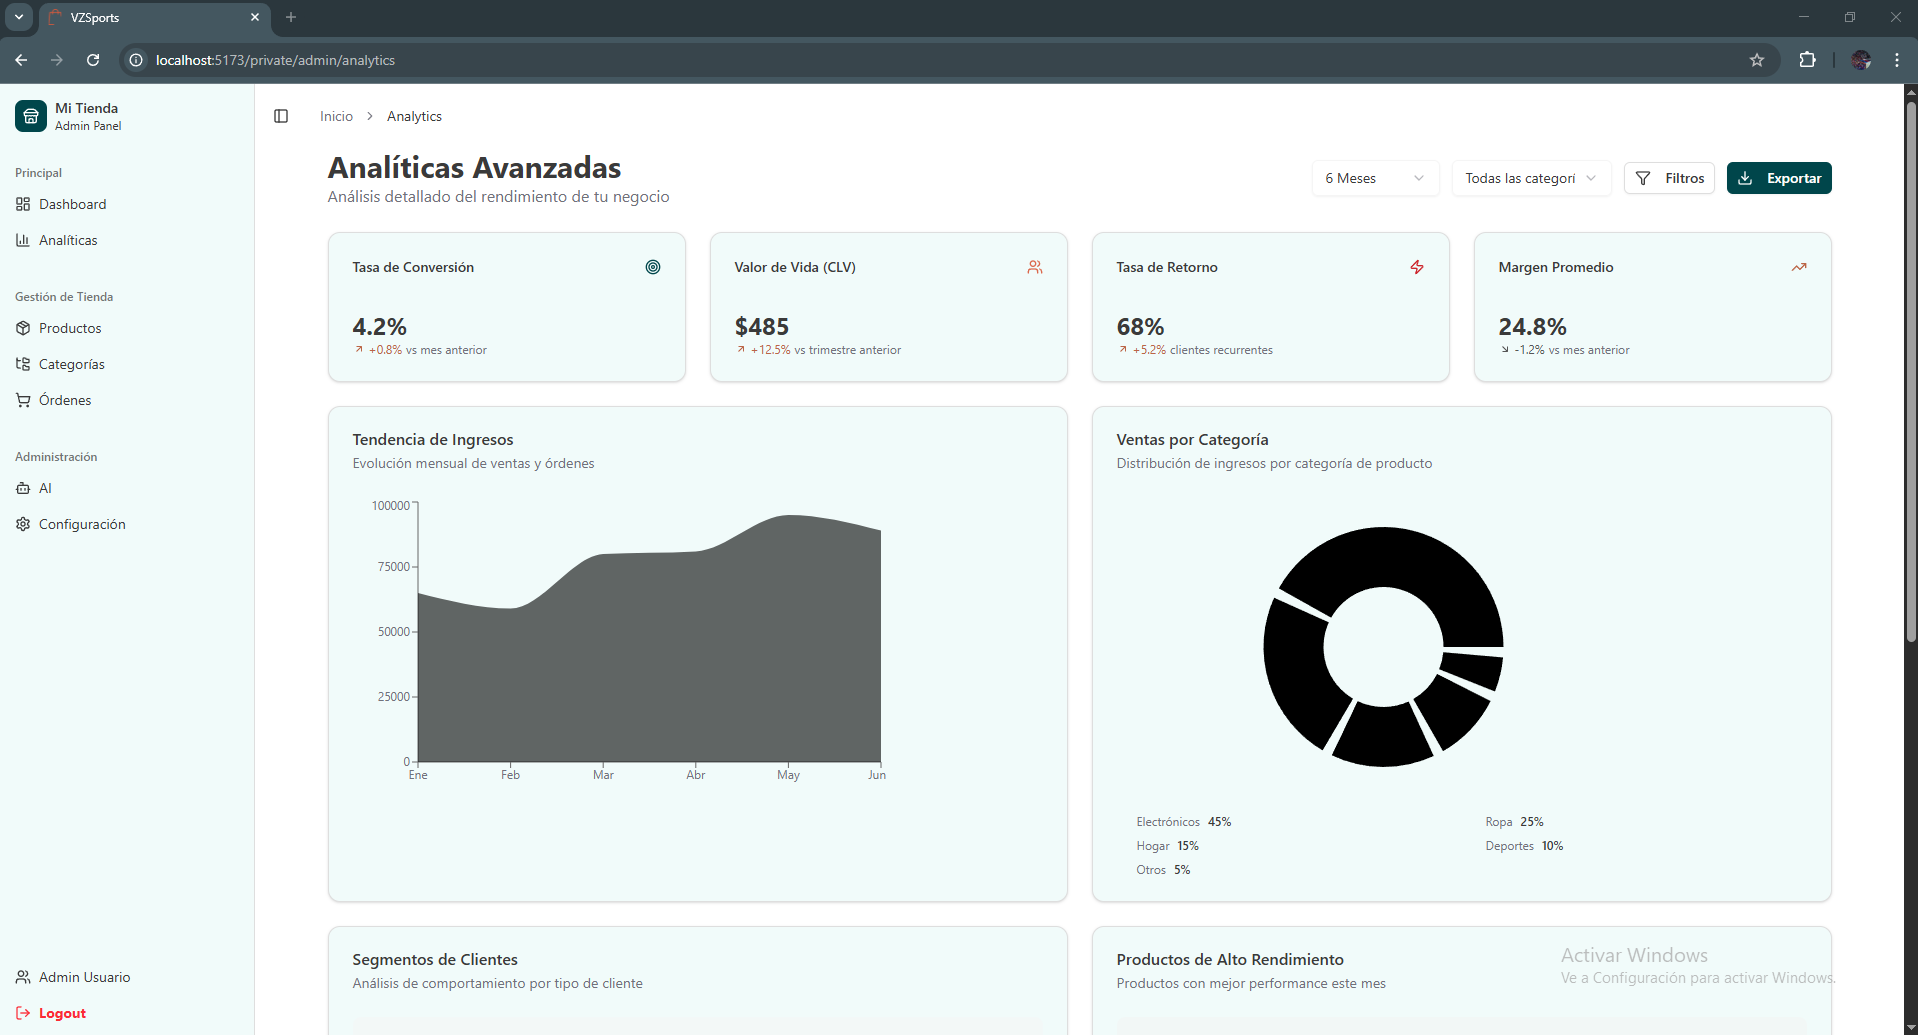 VZSports
localhost:5173/private/admin/analytics
Mi Tienda
Admin Panel
Principal
Dashboard
Analíticas
Gestión de Tienda
Productos
Categorías
Órdenes
Administración
AI
Configuración
Admin Usuario
Logout
Inicio > Analytics
Analíticas Avanzadas
Análisis detallado del rendimiento de tu negocio
6 Meses
Todas las categorí
Filtros
Exportar
Tasa de Conversión
4.2%
+0.8% vs mes anterior
Valor de Vida (CLV)
$485
+12.5% vs trimestre anterior
Tasa de Retorno
68%
+5.2% clientes recurrentes
Margen Promedio
24.8%
-1.2% vs mes anterior
Tendencia de Ingresos
Evolución mensual de ventas y órdenes
100000
75000
50000
25000
0
Ene Feb Mar Abr May Jun
Ventas por Categoría
Distribución de ingresos por categoría de producto
Electrónicos 45%
Ropa 25%
Hogar 15%
Deportes 10%
Otros 5%
Segmentos de Clientes
Análisis de comportamiento por tipo de cliente
Productos de Alto Rendimiento
Productos con mejor performance este mes
Activar Windows
Ve a Configuración para activar Windows.